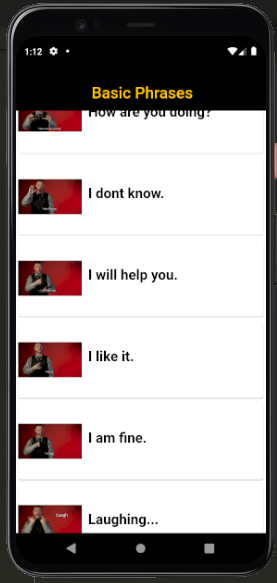 1:12
Basic Phrases
How are you doing?
I dont know.
I will help you.
I like it.
I am fine.
Laugh
Laughing...